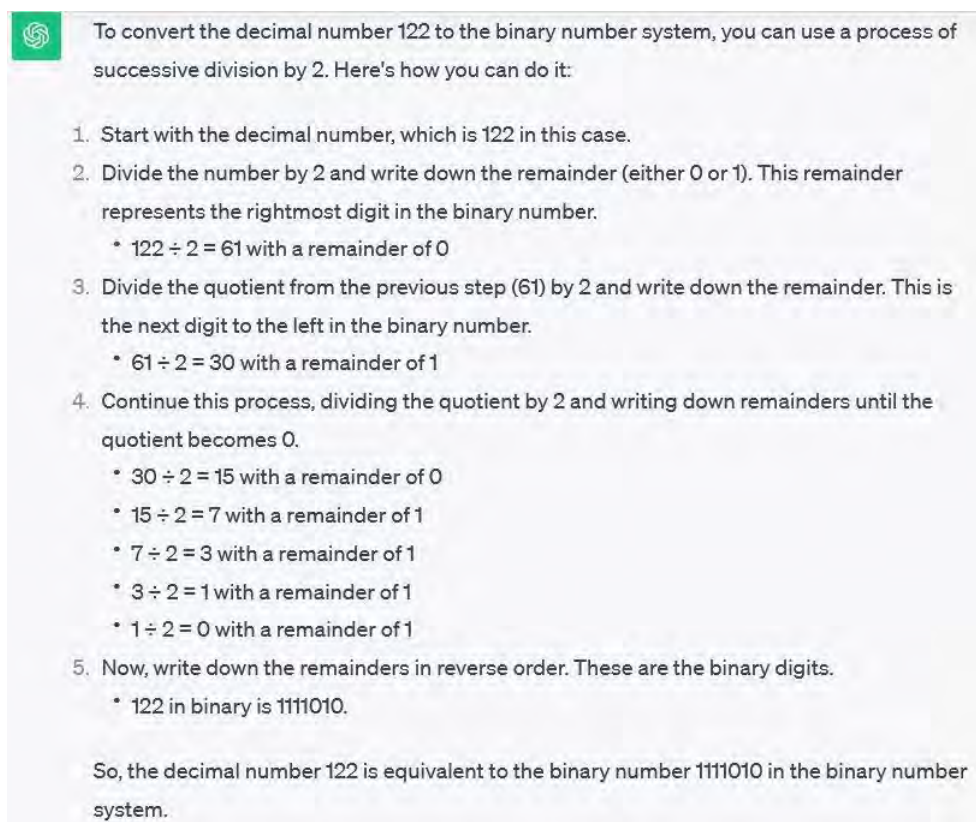 To convert the decimal number 122 to the binary number system, you can use a process of
successive division by 2. Here's how you can do it:
1. Start with the decimal number, which is 122 in this case.
2. Divide the number by 2 and write down the remainder (either 0 or 1). This remainder
represents the rightmost digit in the binary number.
• 122 ÷ 2 = 61 with a remainder of 0
3. Divide the quotient from the previous step (61) by 2 and write down the remainder. This is
the next digit to the left in the binary number.
• 61 ÷ 2 = 30 with a remainder of 1
4. Continue this process, dividing the quotient by 2 and writing down remainders until the
quotient becomes 0.
• 30 ÷ 2 = 15 with a remainder of 0
• 15 ÷ 2 = 7 with a remainder of 1
• 7 ÷ 2 = 3 with a remainder of 1
• 3 ÷ 2 = 1 with a remainder of 1
• 1 ÷ 2 = 0 with a remainder of 1
5. Now, write down the remainders in reverse order. These are the binary digits.
• 122 in binary is 1111010.
So, the decimal number 122 is equivalent to the binary number 1111010 in the binary number
system.